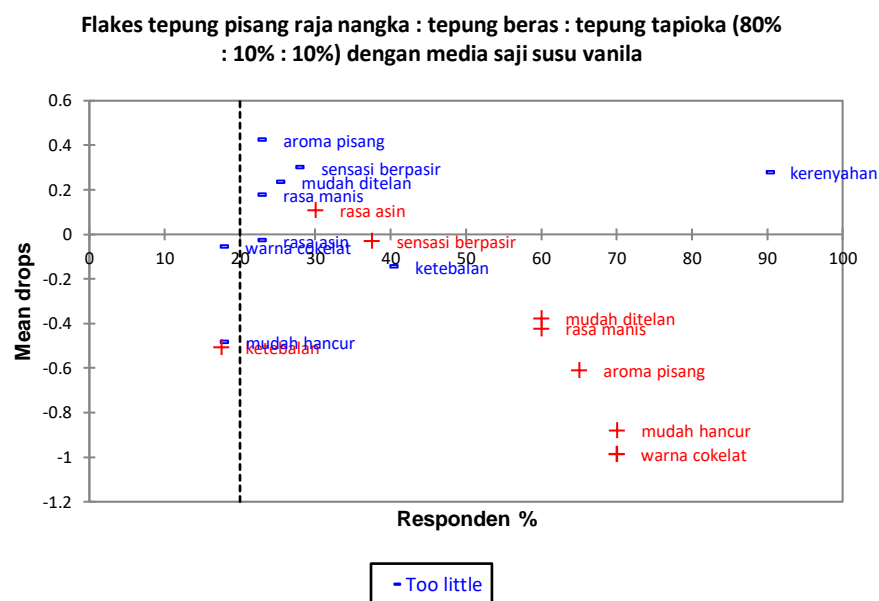 Flakes tepung pisang raja nangka : tepung beras : tepung tapioka (80%
: 10% : 10%) dengan media saji susu vanila
0.6
0.4
0.2
0
-0.2
-0.4
-0.6
-0.8
-1
-1.2
Mean drops
aroma pisang
sensasi berpasir
kerenyahan
mudah ditelan
rasa manis
rasa asin
rasa asin
sensasi berpasir
warna cokelat
0 10 20 30 40 50 60 70 80 90 100
ketebalan
mudah ditelan
rasa manis
mudah hancur
ketebalan
aroma pisang
mudah hancur
warna cokelat
Responden %
Too little